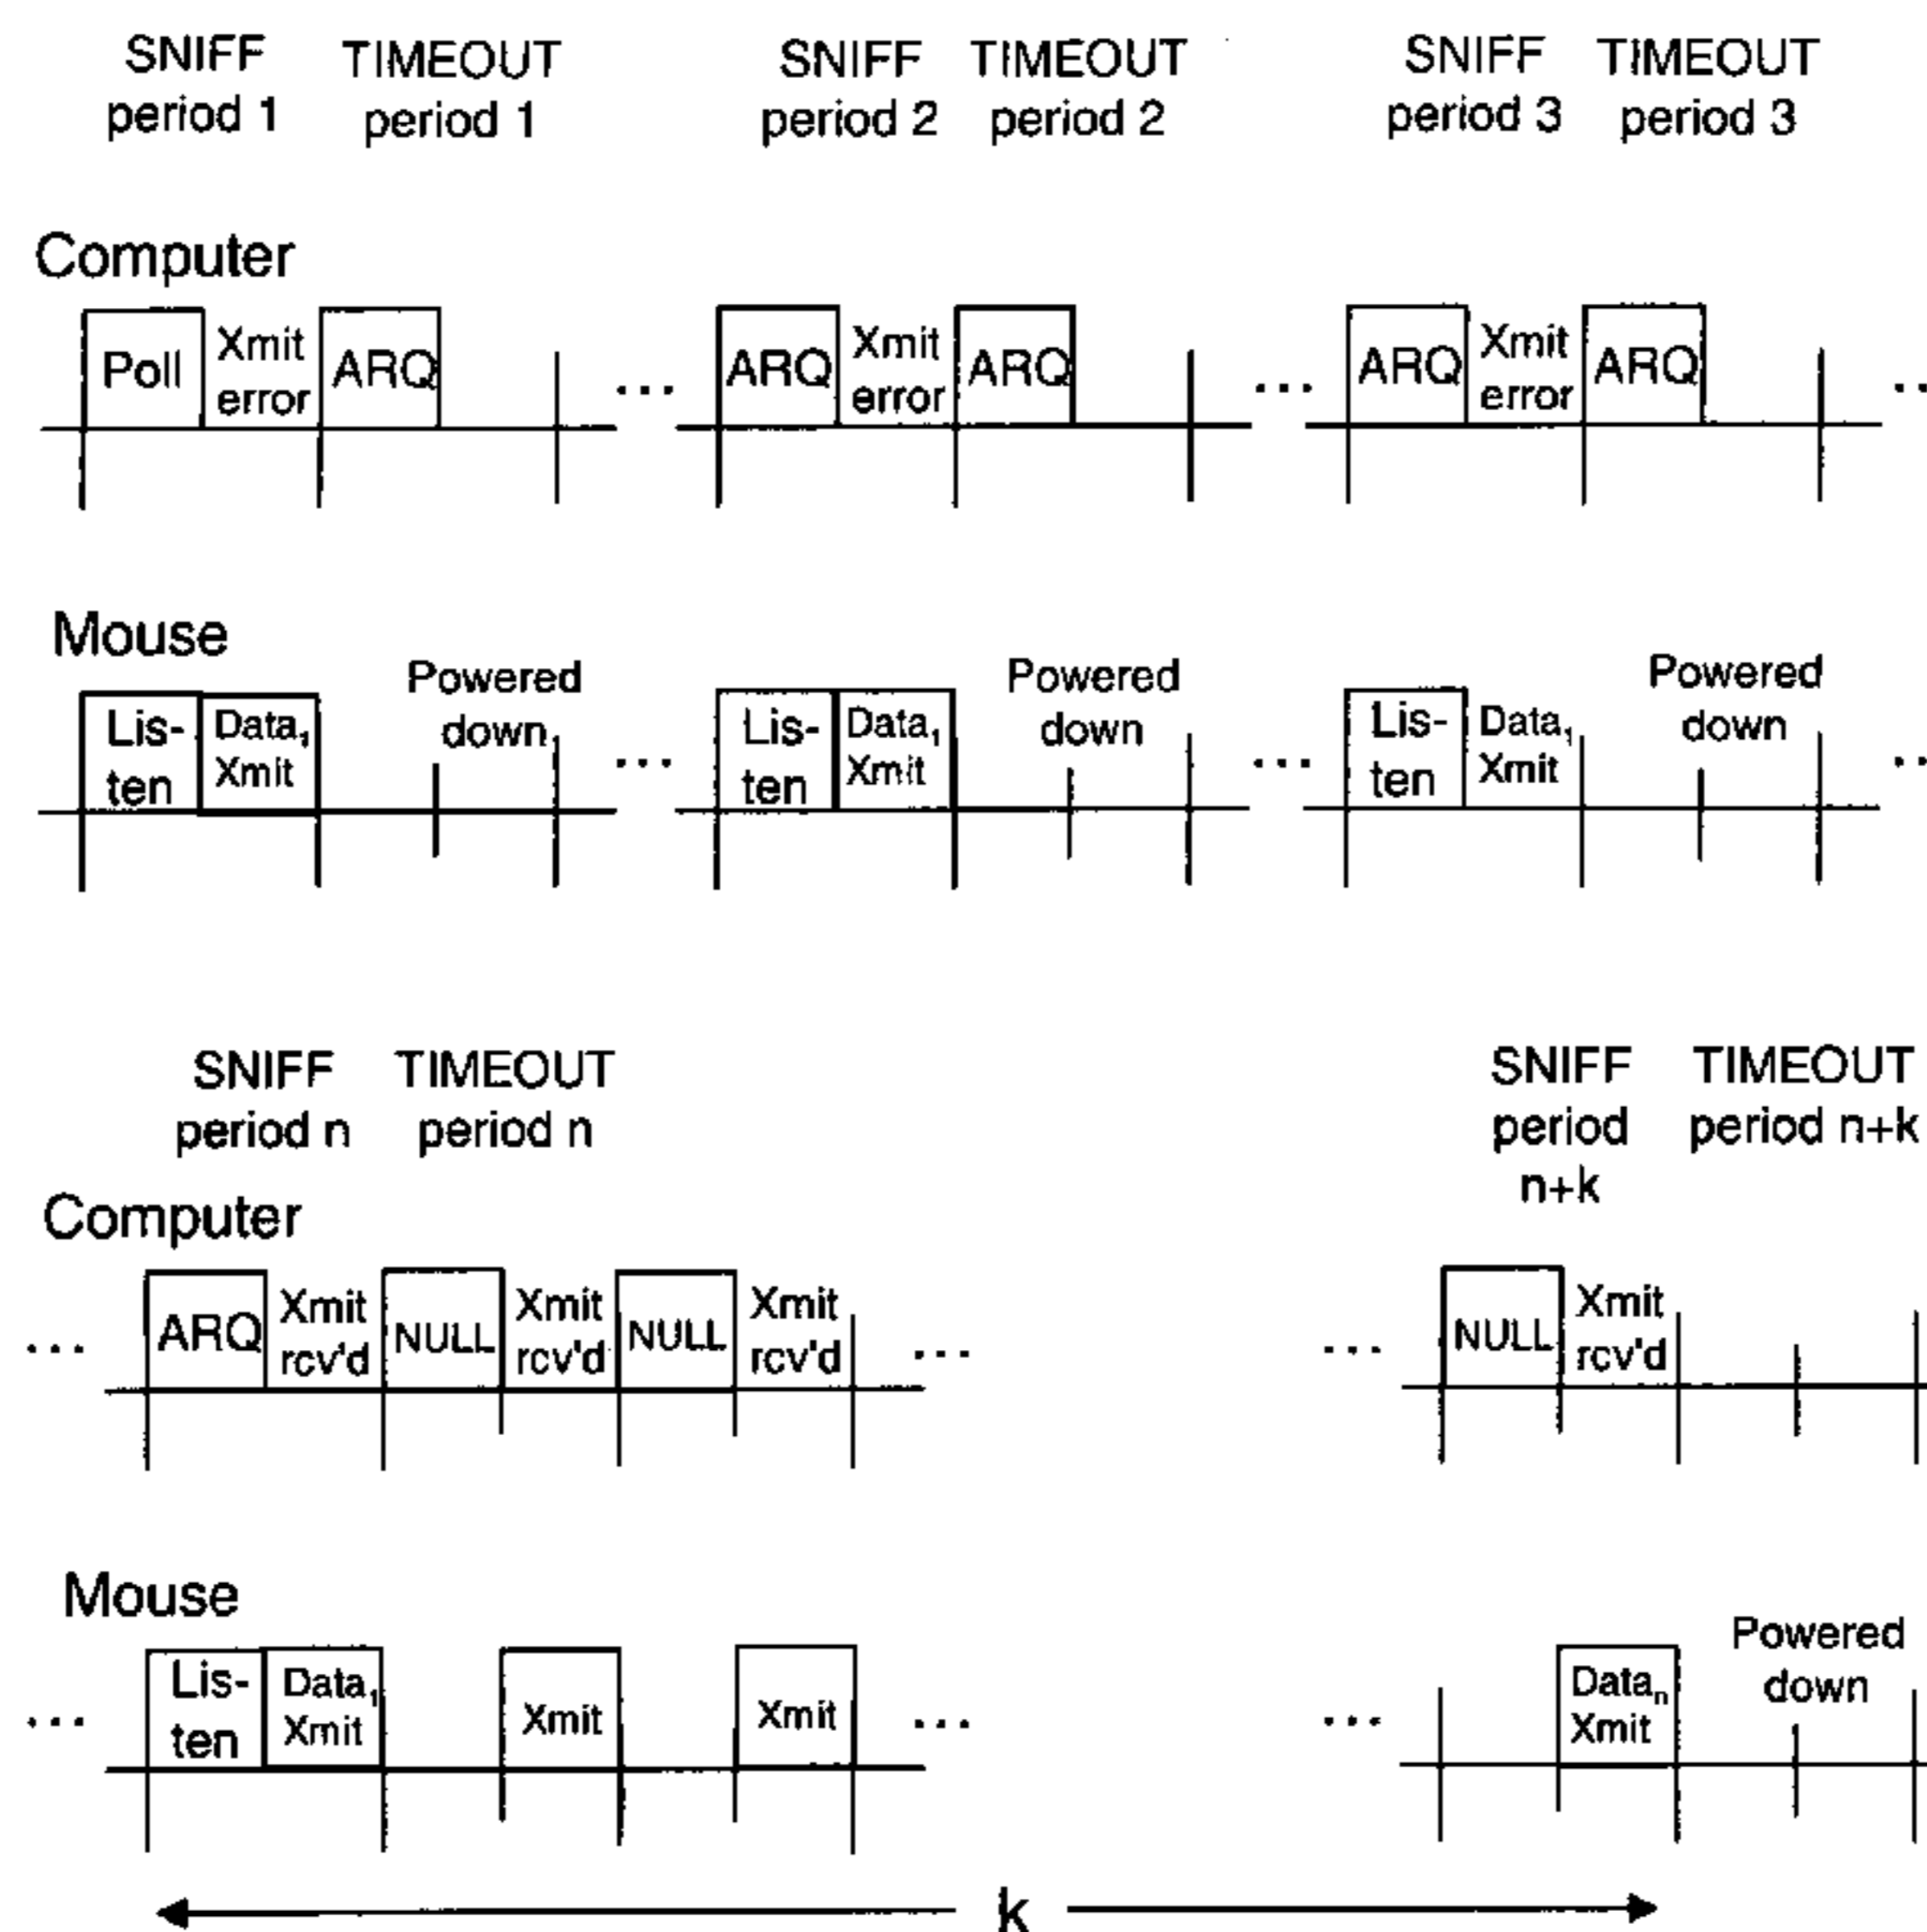 SNIFF TIMEOUT SNIFF TIMEOUT SNIFF TIMEOUT
period 1 period 1 period 2 period 2 period 3 period 3
Computer
Poll Xmit error ARQ ... ARQ Xmit error ARQ ... ARQ Xmit error ARQ ..
Mouse
Powered down Powered down Powered down
Lis- ten Data1 Xmit ... Lis- ten Data1 Xmit ... Lis- ten Data1 Xmit ..
SNIFF TIMEOUT SNIFF TIMEOUT
period n period n period n+k period n+k
Computer
... ARQ Xmit rcv'd NULL Xmit rcv'd NULL Xmit rcv'd ... ... NULL Xmit rcv'd
Mouse
... Lis- ten Data1 Xmit Xmit Xmit ... ... Datan Xmit Powered down
k